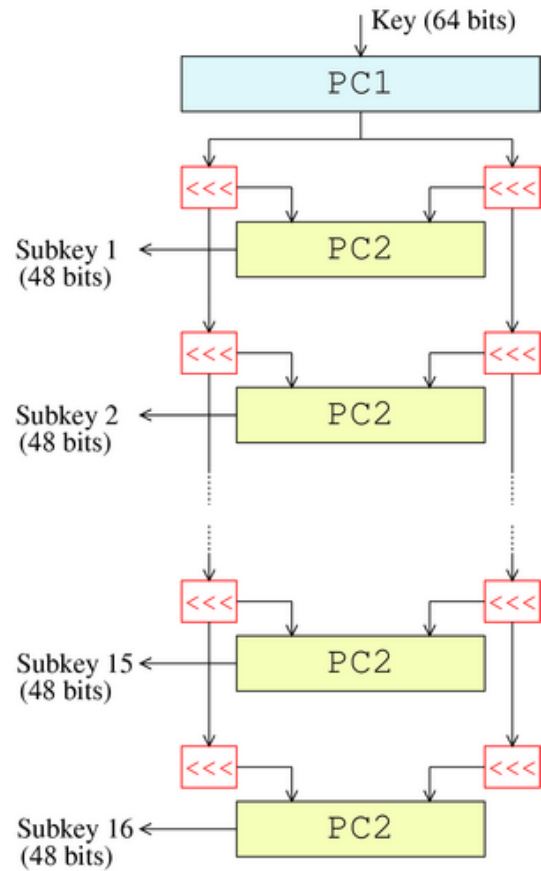 Key (64 bits)
PC1
<<< <<<
Subkey 1 PC2
(48 bits)
<<< <<<
Subkey 2 PC2
(48 bits)
<<< <<<
Subkey 15 PC2
(48 bits)
<<< <<<
Subkey 16 PC2
(48 bits)